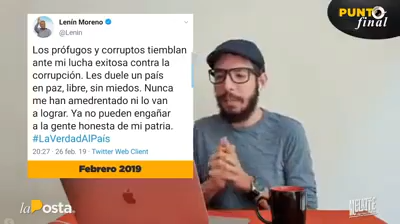 PUNTO
final
Lenín Moreno
@Lenin
Los prófugos y corruptos tiemblan
ante mi lucha exitosa contra la
corrupción. Les duele un país
en paz, libre, sin miedos. Nunca
me han amedrentado ni lo van
a lograr. Ya no pueden engañar
a la gente honesta de mi patria.
#LaVerdadAlPaís
20:27 - 26 feb. 19 - Twitter Web Client
Febrero 2019
laPosta_